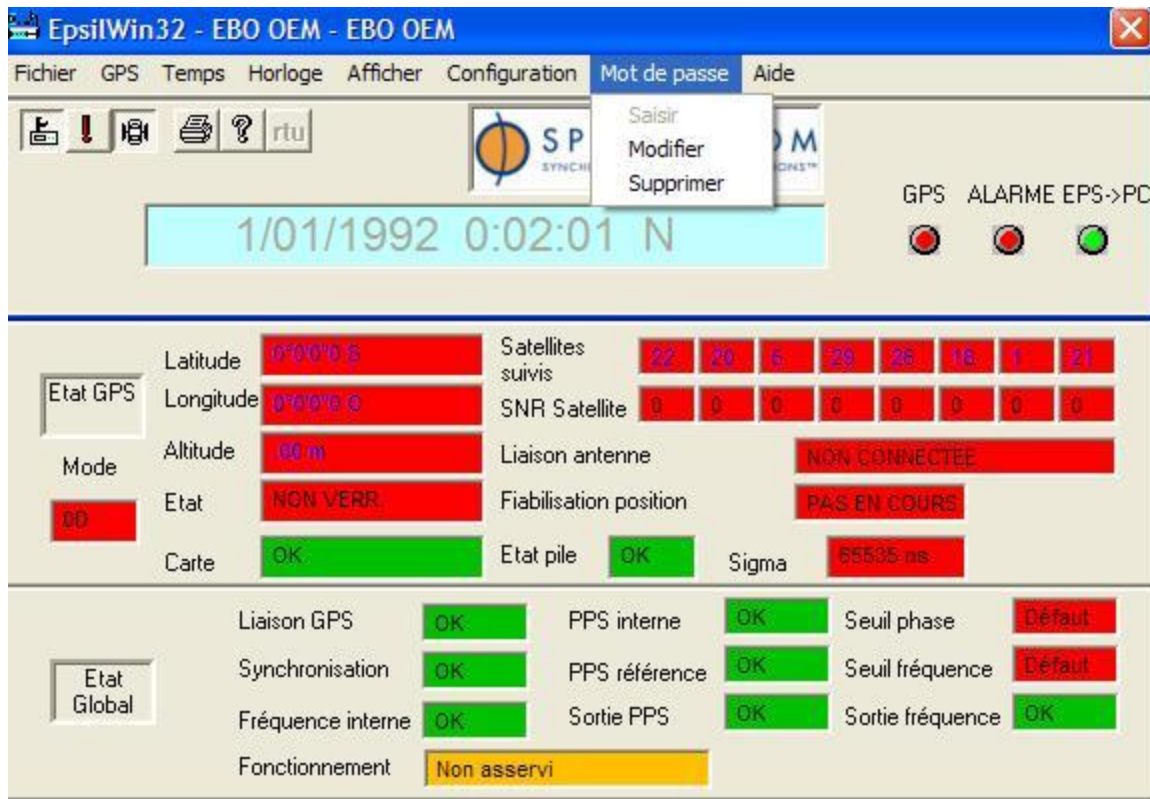 EpsilWin32 - EBO OEM - EBO OEM
Fichier GPS Temps Horloge Afficher Configuration Mot de passe Aide
rtu
Saisir
Modifier
Supprimer
S P
O M
SYNCH
IONS™
GPS ALARME EPS->PC
1/01/1992 0:02:01 N
Etat GPS
Mode
0D
Latitude 0°0'0"0 S
Longitude 0°0'0"0 O
Altitude .00 m
Etat NON VERR.
Carte OK
Satellites
suivis 22 20 6 29 26 18 1 21
SNR Satellite 0 0 0 0 0 0 0 0
Liaison antenne NON CONNECTEE
Fiabilisation position PAS EN COURS
Etat pile OK Sigma 65535 ns
Etat
Global
Liaison GPS OK PPS interne OK Seuil phase Défaut
Synchronisation OK PPS référence OK Seuil fréquence Défaut
Fréquence interne OK Sortie PPS OK Sortie fréquence OK
Fonctionnement Non asservi